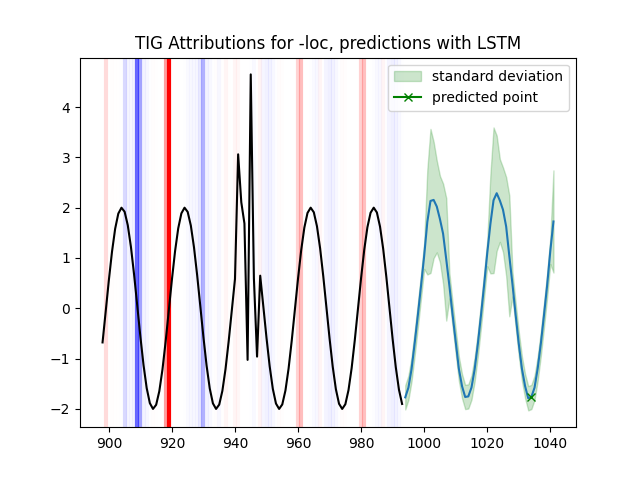 TIG Attributions for -loc, predictions with LSTM
standard deviation
predicted point
4
3
2
1
0
−1
−2
900 920 940 960 980 1000 1020 1040